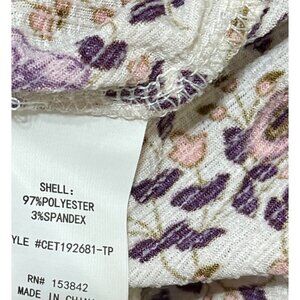 SHELL:
97%POLYESTER
3%SPANDEX
YLE #CET192681-TP
RN# 153842
MADE IN CHIN